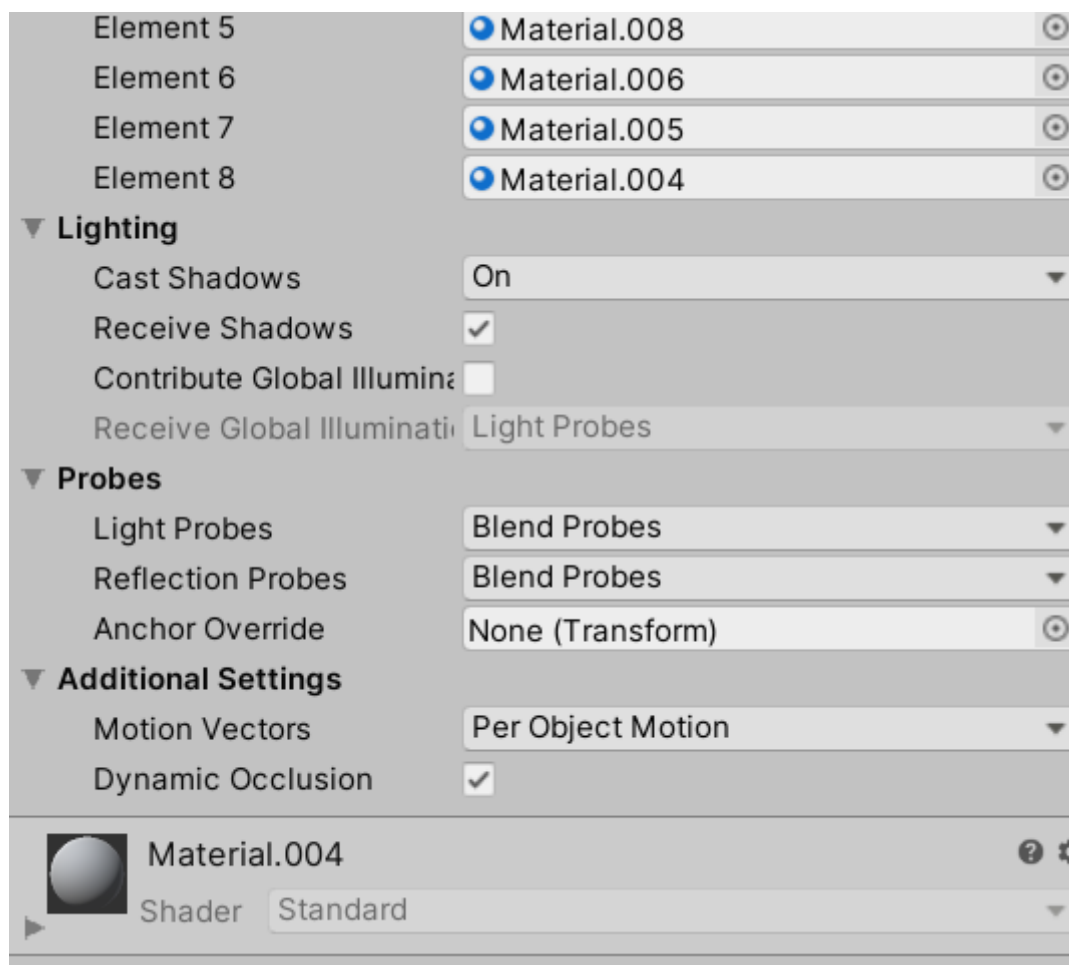 Element 5 Material.008
Element 6 Material.006
Element 7 Material.005
Element 8 Material.004
Lighting
Cast Shadows On
Receive Shadows
Contribute Global Illumina
Receive Global Illuminati Light Probes
Probes
Light Probes Blend Probes
Reflection Probes Blend Probes
Anchor Override None (Transform)
Additional Settings
Motion Vectors Per Object Motion
Dynamic Occlusion
Material.004
Shader Standard